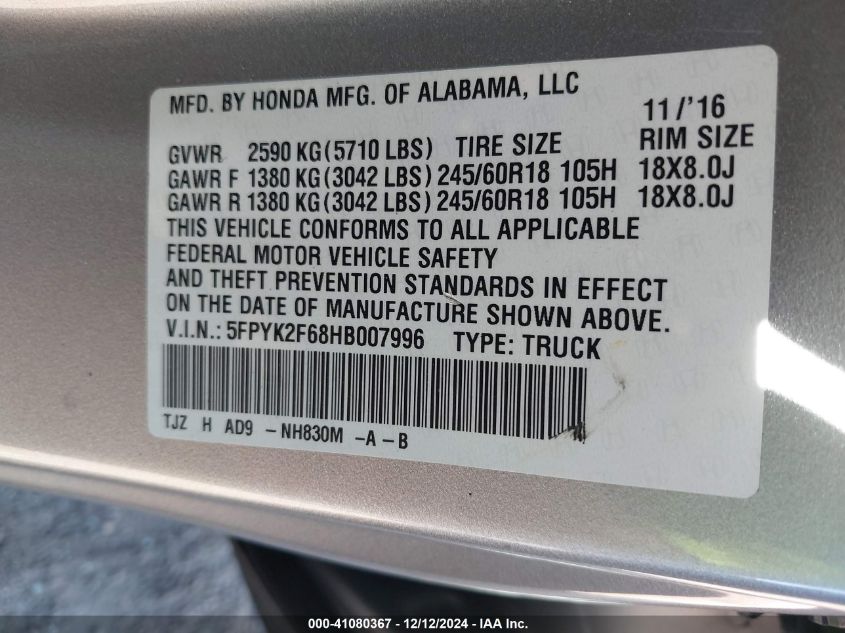 MFD. BY HONDA MFG. OF ALABAMA, LLC
11/'16
GVWR 2590 KG(5710 LBS) TIRE SIZE RIM SIZE
GAWR F 1380 KG(3042 LBS) 245/60R18 105H 18X8.0J
GAWR R 1380 KG(3042 LBS) 245/60R18 105H 18X8.0J
THIS VEHICLE CONFORMS TO ALL APPLICABLE
FEDERAL MOTOR VEHICLE SAFETY
AND THEFT PREVENTION STANDARDS IN EFFECT
ON THE DATE OF MANUFACTURE SHOWN ABOVE.
V.I.N.: 5FPYK2F68HB007996 TYPE: TRUCK
TJZ H AD9 -NH830M -A-B
000-41080367 - 12/12/2024 - IAA Inc.